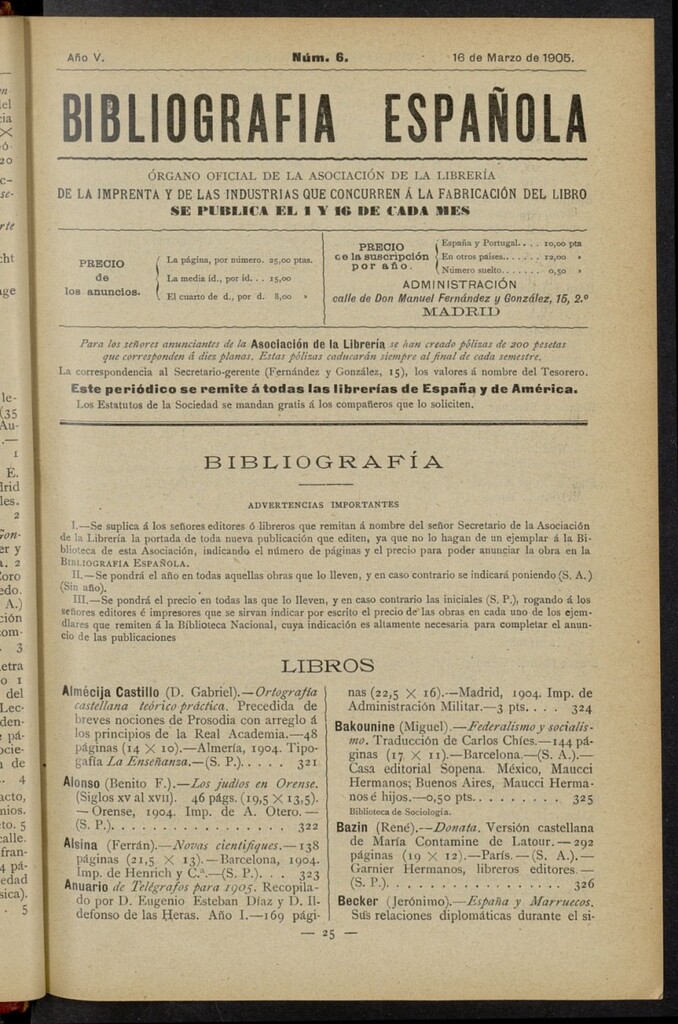 Año V.
Núm. 6.
16 de Marzo de 1905.
BIBLIOGRAFIA ESPAÑOLA
ÓRGANO OFICIAL DE LA ASOCIACIÓN DE LA LIBRERÍA
DE LA IMPRENTA Y DE LAS INDUSTRIAS QUE CONCURREN Á LA FABRICACIÓN DEL LIBRO
SE PUBLICA EL 1 Y 16 DE CADA MES
PRECIO
de
los anuncios.
La página, por número. 25,00 ptas.
La media íd., por íd. . . 15,00
El cuarto de d., por d. 8,00 »
PRECIO
de la suscripción
por año.
España y Portugal. . . . 10,00 pta
En otros países. . . . . . . 12,00 »
Número suelto. . . . . . . 0,50 »
ADMINISTRACIÓN
calle de Don Manuel Fernández y González, 15, 2.º
MADRID
Para los señores anunciantes de la Asociación de la Librería se han creado pólizas de 200 pesetas
que corresponden á diez planas. Estas pólizas caducarán siempre al final de cada semestre.
La correspondencia al Secretario-gerente (Fernández y González, 15), los valores á nombre del Tesorero.
Este periódico se remite á todas las librerías de España y de América.
Los Estatutos de la Sociedad se mandan gratis á los compañeros que lo soliciten.
BIBLIOGRAFÍA
ADVERTENCIAS IMPORTANTES
I.—Se suplica á los señores editores ó libreros que remitan á nombre del señor Secretario de la Asociación
de la Librería la portada de toda nueva publicación que editen, ya que no lo hagan de un ejemplar á la Bi-
blioteca de esta Asociación, indicando el número de páginas y el precio para poder anunciar la obra en la
BIBLIOGRAFIA ESPAÑOLA.
II.—Se pondrá el año en todas aquellas obras que lo lleven, y en caso contrario se indicará poniendo (S. A.)
(Sin año).
III.—Se pondrá el precio en todas las que lo lleven, y en caso contrario las iniciales (S. P.), rogando á los
señores editores é impresores que se sirvan indicar por escrito el precio de las obras en cada uno de los ejem-
plares que remiten á la Biblioteca Nacional, cuya indicación es altamente necesaria para completar el anun-
cio de las publicaciones
LIBROS
Almécija Castillo (D. Gabriel).—Ortografía
castellana teórico práctica. Precedida de
breves nociones de Prosodia con arreglo á
los principios de la Real Academia.—48
páginas (14 × 10).—Almería, 1904. Tipo-
gafía La Enseñanza.—(S. P.). . . . . 321
Alonso (Benito F.).—Los judíos en Orense.
(Siglos XV al XVII). 46 págs. (19,5 × 13,5).
—Orense, 1904. Imp. de A. Otero.—
(S. P.). . . . . . . . . . . . . . . . . 322
Alsina (Ferrán).—Novas cientifiques.—138
páginas (21,5 × 13).—Barcelona, 1904.
Imp. de Henrich y C.ª—(S. P.). . . 323
Anuario de Telégrafos para 1905. Recopila-
do por D. Eugenio Esteban Díaz y D. Il-
defonso de las Heras. Año I.—169 pági-
nas (22,5 × 16).—Madrid, 1904. Imp. de
Administración Militar.—3 pts. . . . 324
Bakounine (Miguel).—Federalismo y socialis-
mo. Traducción de Carlos Chíes.—144 pá-
ginas (17 × 11).—Barcelona.—(S. A.).—
Casa editorial Sopena. México, Maucci
Hermanos; Buenos Aires, Maucci Herma-
nos é hijos.—0,50 pts. . . . . . . . . 325
Biblioteca de Sociología.
Bazin (René).—Donata. Versión castellana
de María Contamine de Latour.—292
páginas (19 × 12).—París.—(S. A.).—
Garnier Hermanos, libreros editores.—
(S. P.). . . . . . . . . . . . . . . . . 326
Becker (Jerónimo).—España y Marruecos.
Sus relaciones diplomáticas durante el si-
— 25 —